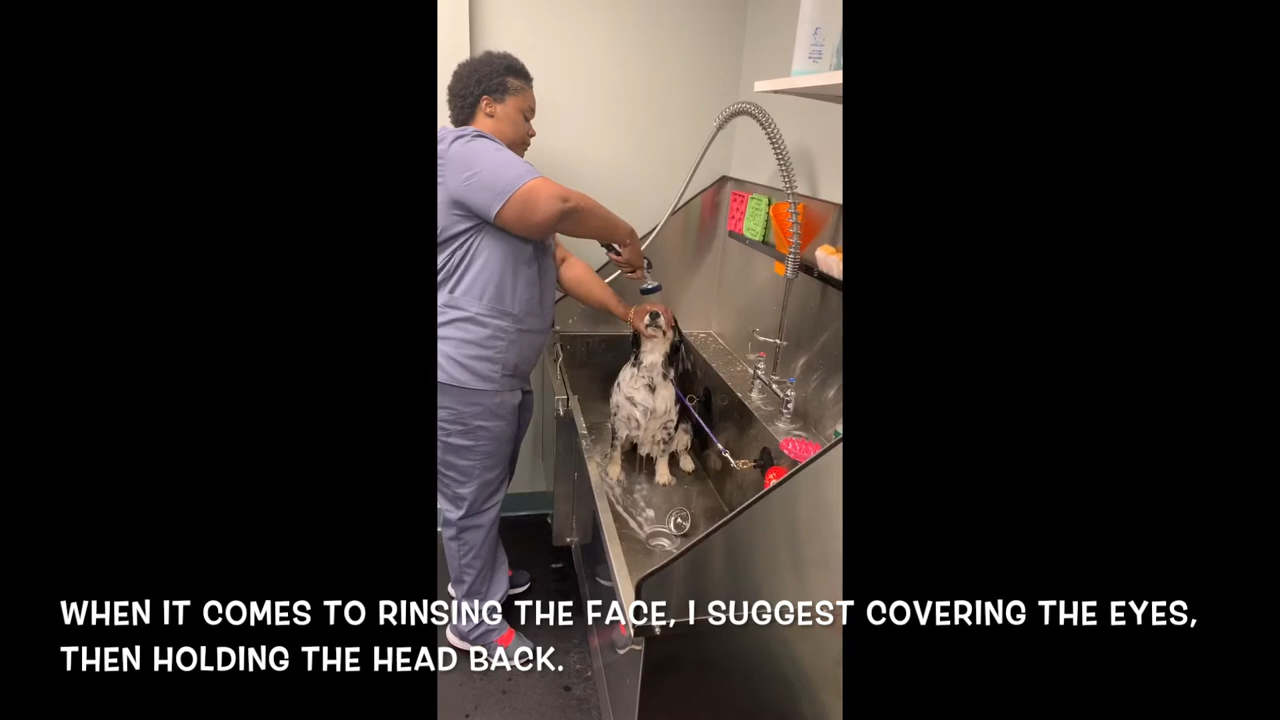 WHEN IT COMES TO RINSING THE FACE, I SUGGEST COVERING THE EYES,
THEN HOLDING THE HEAD BACK.